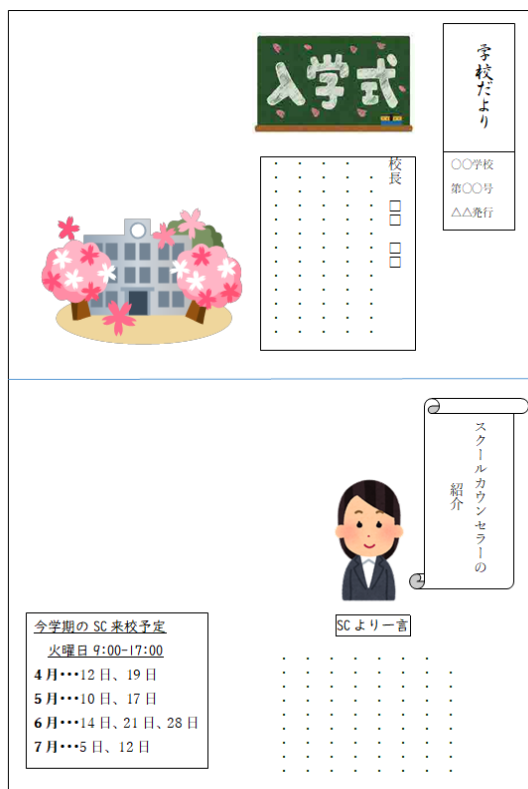 学校だより
〇〇学校
第〇〇号
△△発行
入学式
校長 □□ □□
スクールカウンセラーの
紹介
SCより一言
今学期のSC来校予定
火曜日9:00-17:00
4月･･･12日、19日
5月･･･10日、17日
6月･･･14日、21日、28日
7月･･･5日、12日